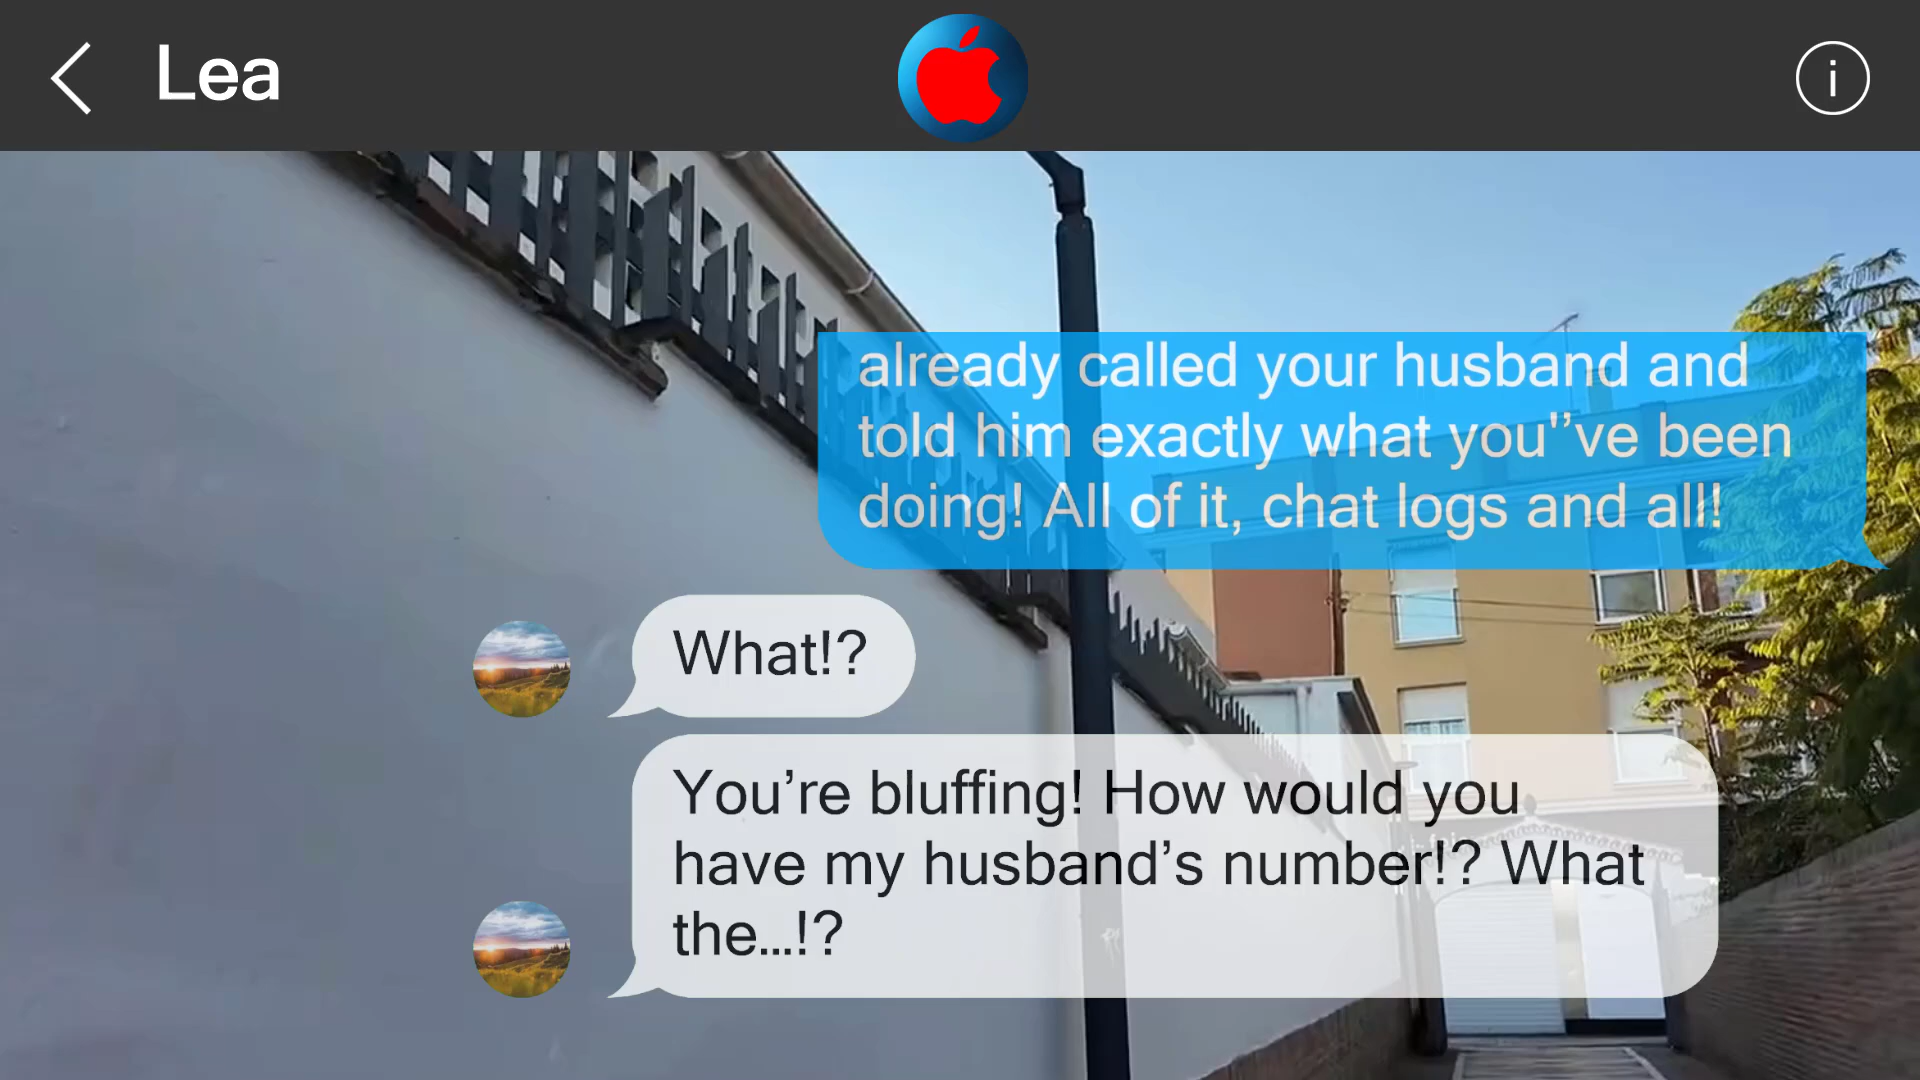 Lea
already called your husband and
told him exactly what you"ve been
doing! All of it, chat logs and all!
What!?
You’re bluffing! How would you
have my husband’s number!? What
the...!?